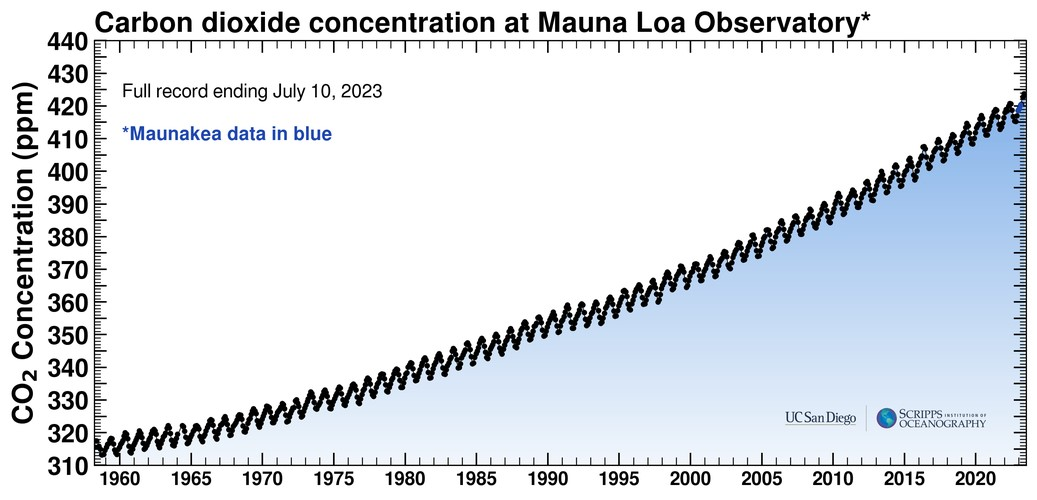 Carbon dioxide concentration at Mauna Loa Observatory*
440
430
420
410
400
390
380
370
360
350
340
330
320
310
CO₂ Concentration (ppm)
Full record ending July 10, 2023
*Maunakea data in blue
UC San Diego
SCRIPPS INSTITUTION OF
OCEANOGRAPHY
1960 1965 1970 1975 1980 1985 1990 1995 2000 2005 2010 2015 2020